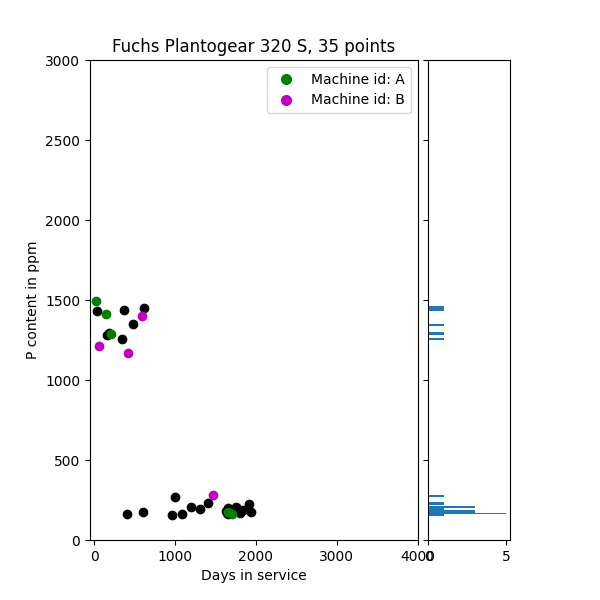 Fuchs Plantogear 320 S, 35 points
Machine id: A
Machine id: B
P content in ppm
3000
2500
2000
1500
1000
500
0
0 1000 2000 3000 4000
0 5
Days in service